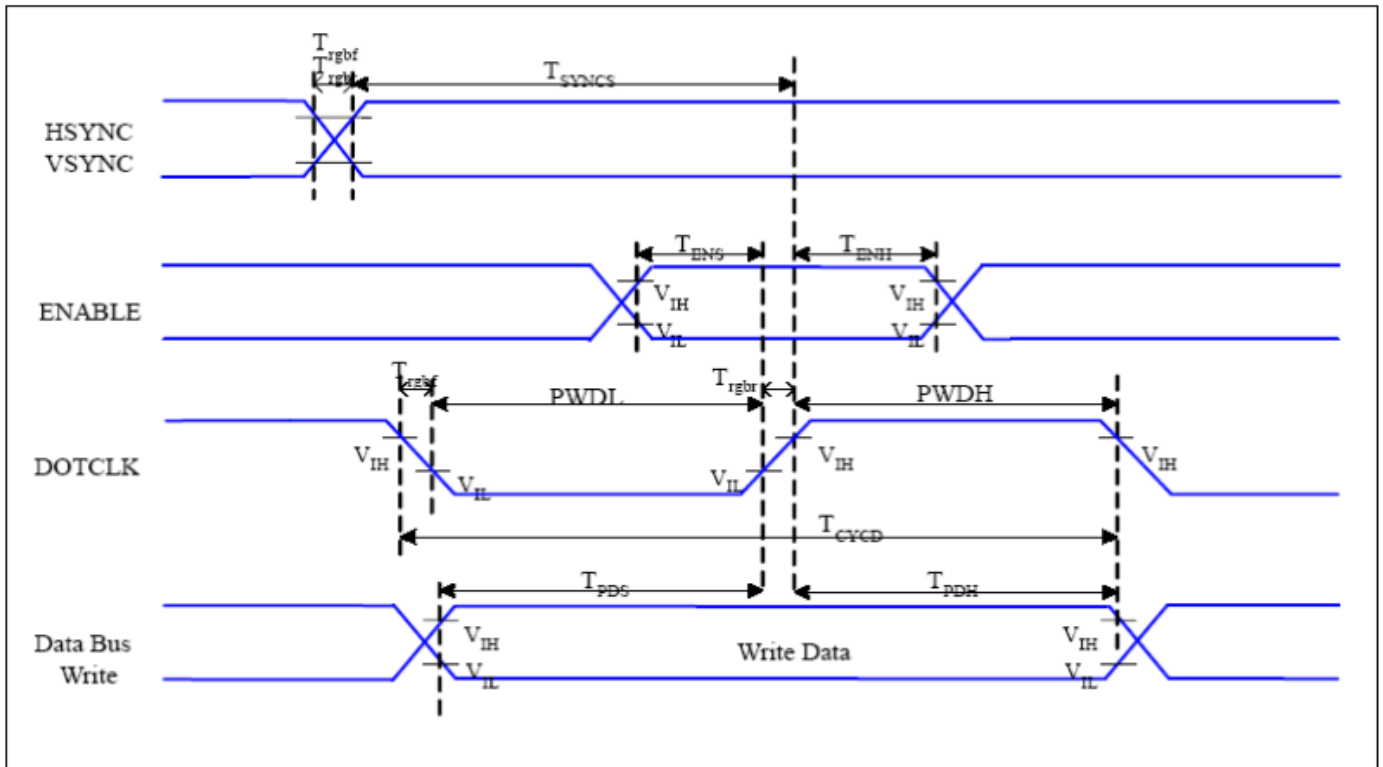 Trgbf
Trgbr
TSYNCS
HSYNC
VSYNC
TENS
TENH
VIH
VIH
ENABLE
VIL
VIL
Trgbf
PWDL
Trgbr
PWDH
VIH
VIH
VIH
DOTCLK
VIL
VIL
TCYCD
TPDS
TPDH
Data Bus
Write
VIH
Write Data
VIH
VIL
VIL